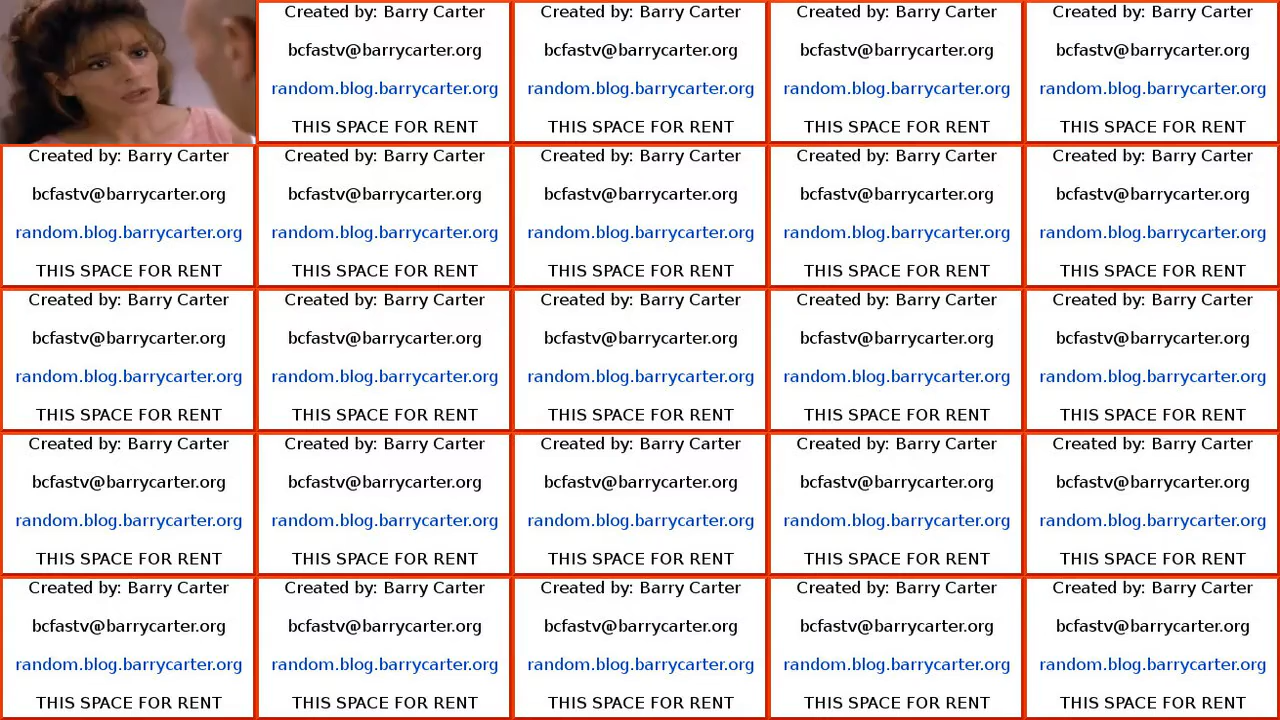 Created by: Barry Carter
bcfastv@barrycarter.org
random.blog.barrycarter.org
THIS SPACE FOR RENT
Created by: Barry Carter
bcfastv@barrycarter.org
random.blog.barrycarter.org
THIS SPACE FOR RENT
Created by: Barry Carter
bcfastv@barrycarter.org
random.blog.barrycarter.org
THIS SPACE FOR RENT
Created by: Barry Carter
bcfastv@barrycarter.org
random.blog.barrycarter.org
THIS SPACE FOR RENT
Created by: Barry Carter
bcfastv@barrycarter.org
random.blog.barrycarter.org
THIS SPACE FOR RENT
Created by: Barry Carter
bcfastv@barrycarter.org
random.blog.barrycarter.org
THIS SPACE FOR RENT
Created by: Barry Carter
bcfastv@barrycarter.org
random.blog.barrycarter.org
THIS SPACE FOR RENT
Created by: Barry Carter
bcfastv@barrycarter.org
random.blog.barrycarter.org
THIS SPACE FOR RENT
Created by: Barry Carter
bcfastv@barrycarter.org
random.blog.barrycarter.org
THIS SPACE FOR RENT
Created by: Barry Carter
bcfastv@barrycarter.org
random.blog.barrycarter.org
THIS SPACE FOR RENT
Created by: Barry Carter
bcfastv@barrycarter.org
random.blog.barrycarter.org
THIS SPACE FOR RENT
Created by: Barry Carter
bcfastv@barrycarter.org
random.blog.barrycarter.org
THIS SPACE FOR RENT
Created by: Barry Carter
bcfastv@barrycarter.org
random.blog.barrycarter.org
THIS SPACE FOR RENT
Created by: Barry Carter
bcfastv@barrycarter.org
random.blog.barrycarter.org
THIS SPACE FOR RENT
Created by: Barry Carter
bcfastv@barrycarter.org
random.blog.barrycarter.org
THIS SPACE FOR RENT
Created by: Barry Carter
bcfastv@barrycarter.org
random.blog.barrycarter.org
THIS SPACE FOR RENT
Created by: Barry Carter
bcfastv@barrycarter.org
random.blog.barrycarter.org
THIS SPACE FOR RENT
Created by: Barry Carter
bcfastv@barrycarter.org
random.blog.barrycarter.org
THIS SPACE FOR RENT
Created by: Barry Carter
bcfastv@barrycarter.org
random.blog.barrycarter.org
THIS SPACE FOR RENT
Created by: Barry Carter
bcfastv@barrycarter.org
random.blog.barrycarter.org
THIS SPACE FOR RENT
Created by: Barry Carter
bcfastv@barrycarter.org
random.blog.barrycarter.org
THIS SPACE FOR RENT
Created by: Barry Carter
bcfastv@barrycarter.org
random.blog.barrycarter.org
THIS SPACE FOR RENT
Created by: Barry Carter
bcfastv@barrycarter.org
random.blog.barrycarter.org
THIS SPACE FOR RENT
Created by: Barry Carter
bcfastv@barrycarter.org
random.blog.barrycarter.org
THIS SPACE FOR RENT